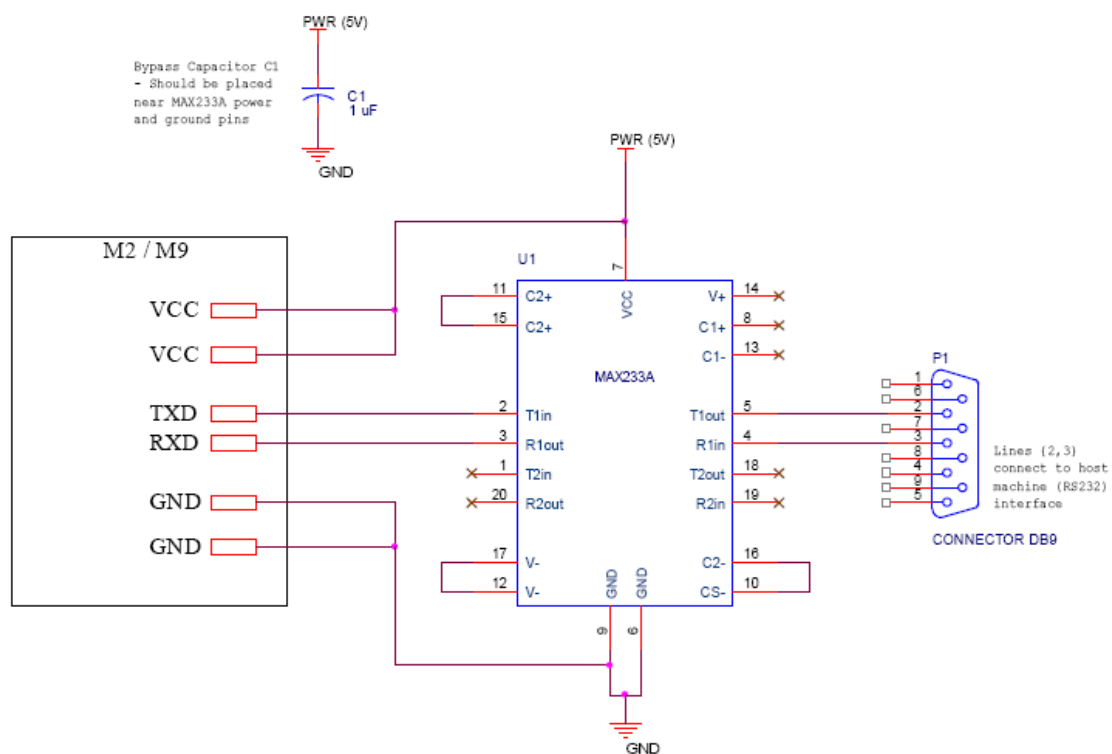 PWR (5V)
Bypass Capacitor C1
- Should be placed
near MAX233A power
and ground pins
C1
1 uF
GND
PWR (5V)
M2 / M9
VCC
VCC
TXD
RXD
GND
GND
U1
7
VCC
11 C2+
15 C2+
2 T1in
3 R1out
1 T2in
20 R2out
17 V-
12 V-
MAX233A
V+ 14
C1+ 8
C1- 13
T1out 5
R1in 4
T2out 18
R2in 19
C2- 16
CS- 10
GND GND
9 6
GND
P1
1
6
2
7
3
8
4
9
5
Lines (2,3)
connect to host
machine (RS232)
interface
CONNECTOR DB9